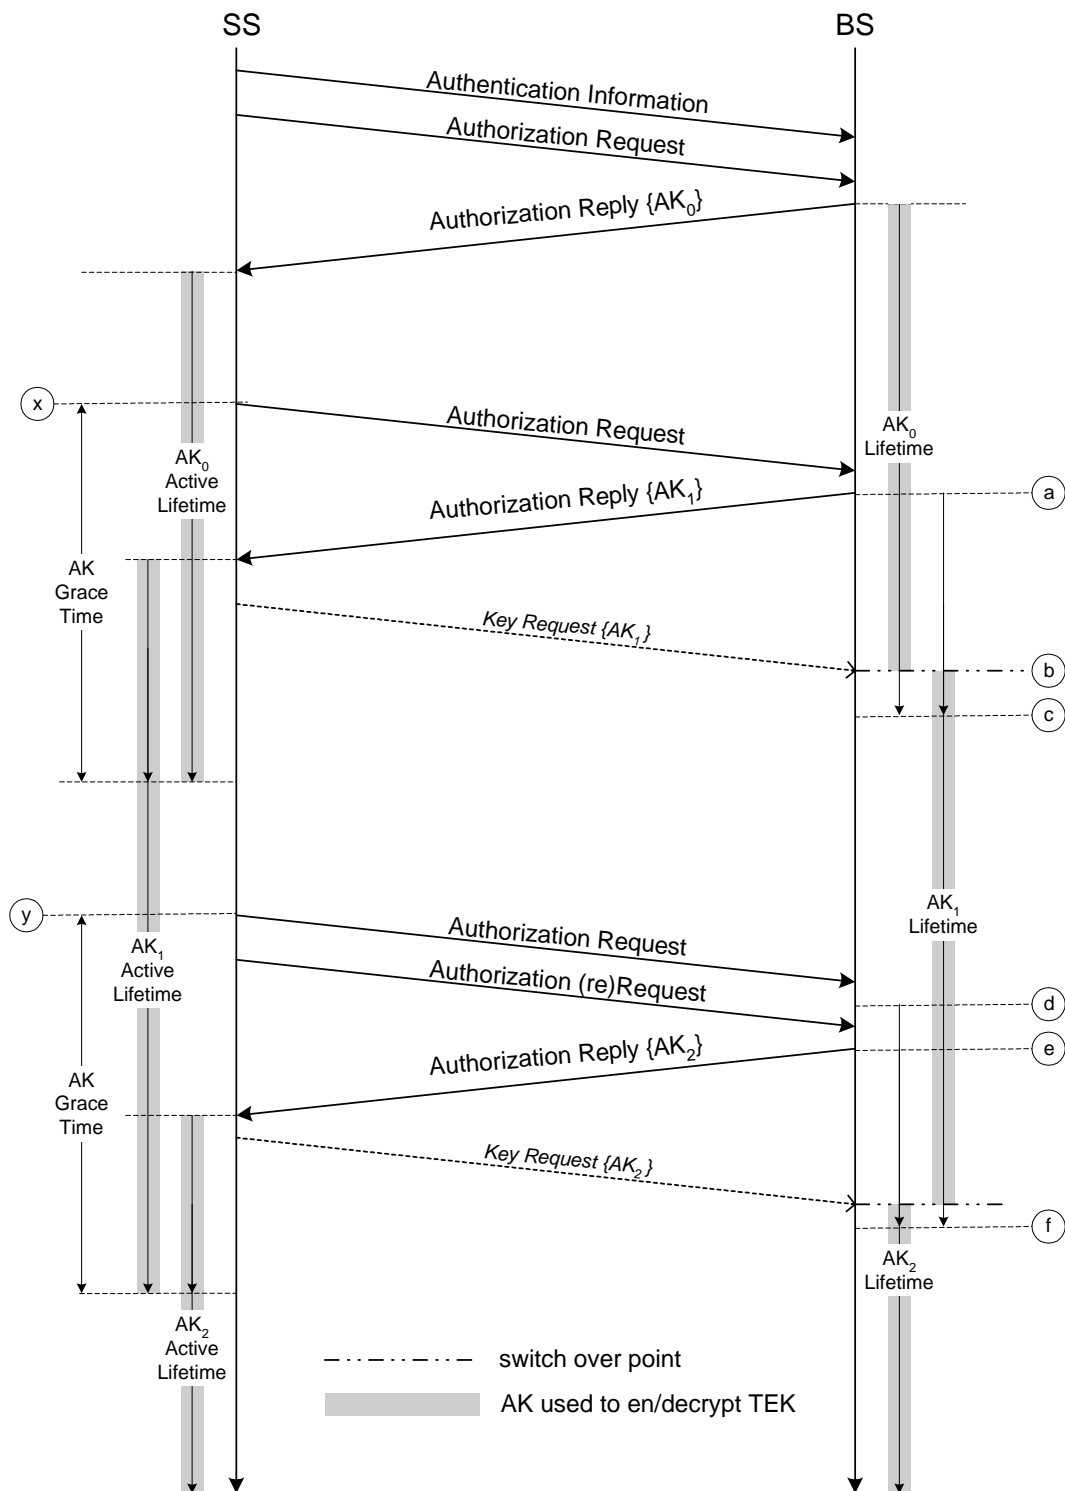 SS
BS
Authentication Information
Authorization Request
Authorization Reply {AK0}
x
Authorization Request
AK0
Lifetime
AK0
Active
Lifetime
Authorization Reply {AK1}
a
AK
Grace
Time
Key Request {AK1}
b
c
y
Authorization Request
AK1
Lifetime
AK1
Active
Lifetime
Authorization (re)Request
d
Authorization Reply {AK2}
e
AK
Grace
Time
Key Request {AK2}
f
AK2
Lifetime
AK2
Active
Lifetime
switch over point
AK used to en/decrypt TEK